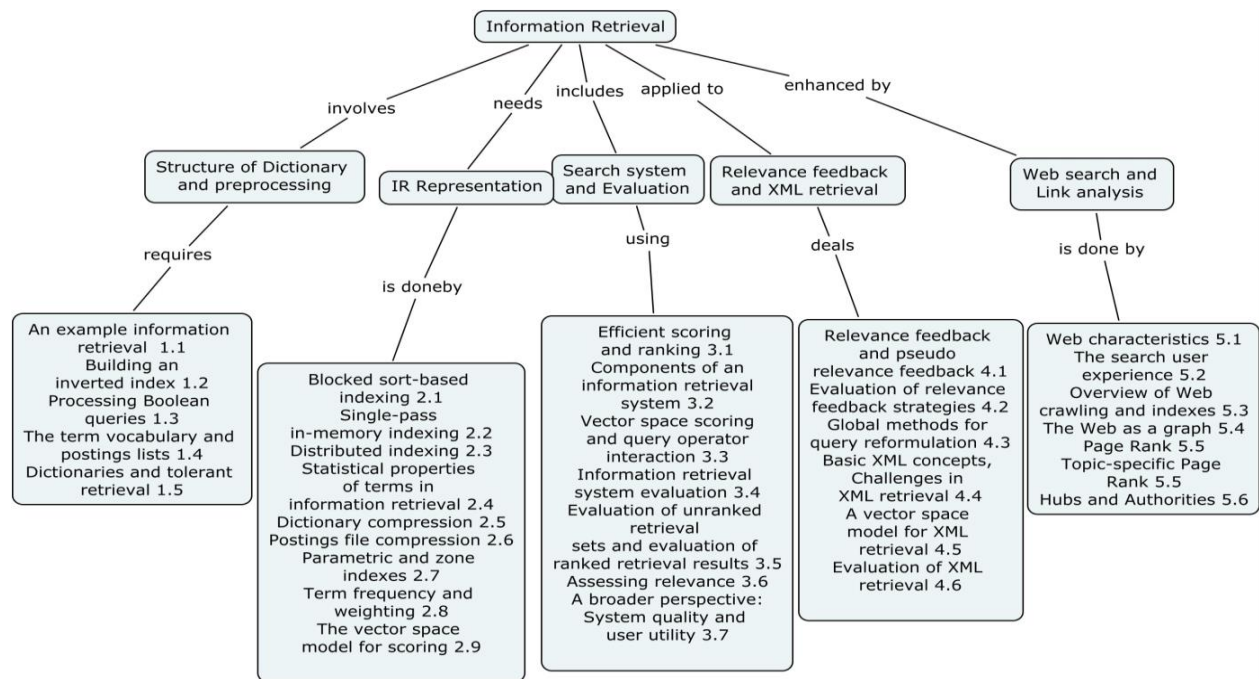 Information Retrieval
involves
needs
includes
applied to
enhanced by
Structure of Dictionary
and preprocessing
IR Representation
Search system
and Evaluation
Relevance feedback
and XML retrieval
Web search and
Link analysis
requires
is doneby
using
deals
is done by
An example information
retrieval 1.1
Building an
inverted index 1.2
Processing Boolean
queries 1.3
The term vocabulary and
postings lists 1.4
Dictionaries and tolerant
retrieval 1.5
Blocked sort-based
indexing 2.1
Single-pass
in-memory indexing 2.2
Distributed indexing 2.3
Statistical properties
of terms in
information retrieval 2.4
Dictionary compression 2.5
Postings file compression 2.6
Parametric and zone
indexes 2.7
Term frequency and
weighting 2.8
The vector space
model for scoring 2.9
Efficient scoring
and ranking 3.1
Components of an
information retrieval
system 3.2
Vector space scoring
and query operator
interaction 3.3
Information retrieval
system evaluation 3.4
Evaluation of unranked
retrieval
sets and evaluation of
ranked retrieval results 3.5
Assessing relevance 3.6
A broader perspective:
System quality and
user utility 3.7
Relevance feedback
and pseudo
relevance feedback 4.1
Evaluation of relevance
feedback strategies 4.2
Global methods for
query reformulation 4.3
Basic XML concepts,
Challenges in
XML retrieval 4.4
A vector space
model for XML
retrieval 4.5
Evaluation of XML
retrieval 4.6
Web characteristics 5.1
The search user
experience 5.2
Overview of Web
crawling and indexes 5.3
The Web as a graph 5.4
Page Rank 5.5
Topic-specific Page
Rank 5.5
Hubs and Authorities 5.6